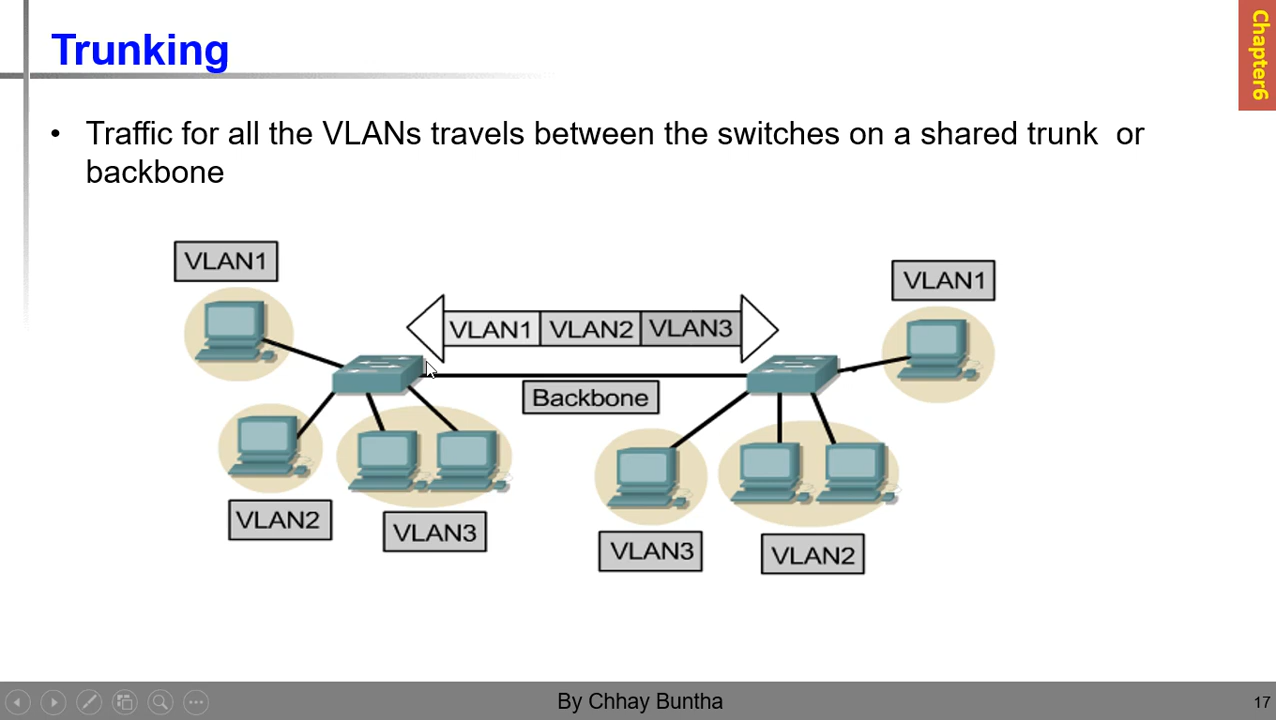 Trunking
Chapter6
• Traffic for all the VLANs travels between the switches on a shared trunk or
backbone
VLAN1
VLAN1
VLAN1 VLAN2 VLAN3
Backbone
VLAN2
VLAN3
VLAN3
VLAN2
By Chhay Buntha
17